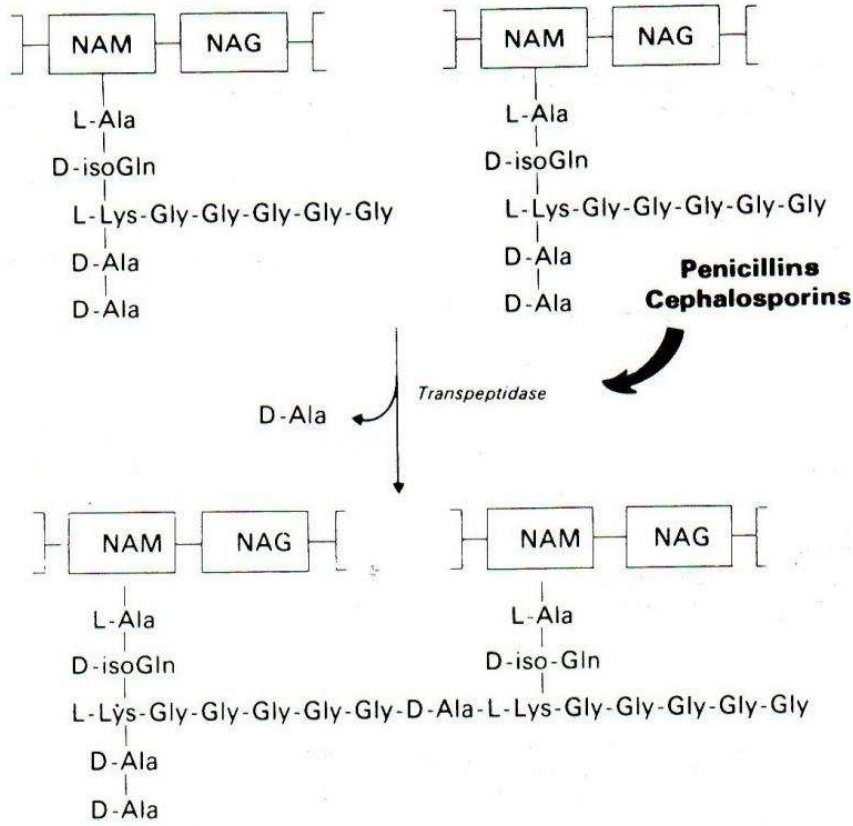 NAM NAG NAM NAG
L-Ala L-Ala
D-isoGln D-isoGln
L-Lys-Gly-Gly-Gly-Gly-Gly L-Lys-Gly-Gly-Gly-Gly-Gly
D-Ala D-Ala
D-Ala D-Ala
Penicillins
Cephalosporins
Transpeptidase
D-Ala
NAM NAG NAM NAG
L-Ala L-Ala
D-isoGln D-iso-Gln
L-Lys-Gly-Gly-Gly-Gly-Gly-D-Ala-L-Lys-Gly-Gly-Gly-Gly-Gly
D-Ala
D-Ala